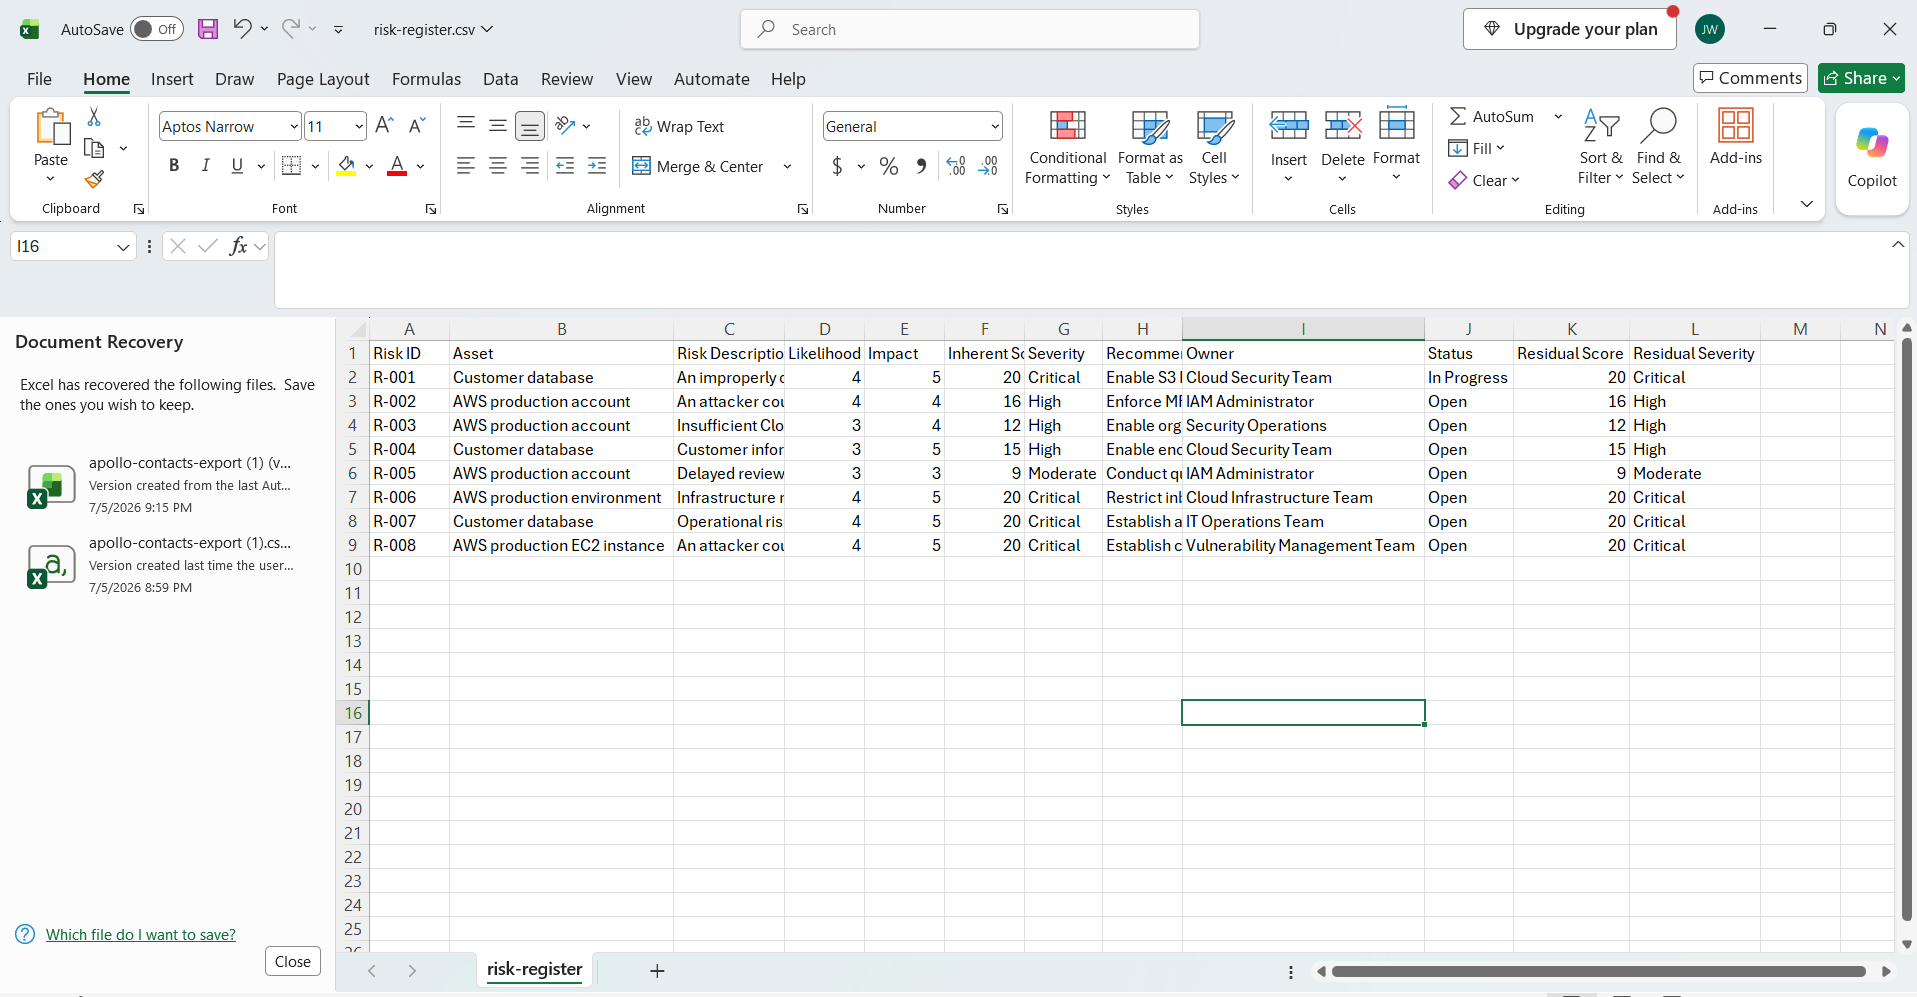 AutoSave Off risk-register.csv Search Upgrade your plan JW
File Home Insert Draw Page Layout Formulas Data Review View Automate Help Comments Share
Paste
Clipboard
Aptos Narrow 11
B I U
Font
Wrap Text
Merge & Center
Alignment
General
$ %
Number
Conditional Formatting
Format as Table
Cell Styles
Styles
Insert
Delete
Format
Cells
AutoSum
Fill
Clear
Sort & Filter
Find & Select
Editing
Add-ins
Add-ins
Copilot
I16 fx
Document Recovery
Excel has recovered the following files. Save
the ones you wish to keep.
apollo-contacts-export (1) (v...
Version created from the last Aut...
7/5/2026 9:15 PM
apollo-contacts-export (1).cs...
Version created last time the user...
7/5/2026 8:59 PM
Which file do I want to save?
Close
A B C D E F G H I J K L M N
1 Risk ID Asset Risk Descriptio Likelihood Impact Inherent Sc Severity Recommen Owner Status Residual Score Residual Severity
2 R-001 Customer database An improperly c 4 5 20 Critical Enable S3 Cloud Security Team In Progress 20 Critical
3 R-002 AWS production account An attacker cou 4 4 16 High Enforce MF IAM Administrator Open 16 High
4 R-003 AWS production account Insufficient Clo 3 4 12 High Enable org Security Operations Open 12 High
5 R-004 Customer database Customer infor 3 5 15 High Enable enc Cloud Security Team Open 15 High
6 R-005 AWS production account Delayed review 3 3 9 Moderate Conduct qu IAM Administrator Open 9 Moderate
7 R-006 AWS production environment Infrastructure r 4 5 20 Critical Restrict inb Cloud Infrastructure Team Open 20 Critical
8 R-007 Customer database Operational ris 4 5 20 Critical Establish a IT Operations Team Open 20 Critical
9 R-008 AWS production EC2 instance An attacker cou 4 5 20 Critical Establish c Vulnerability Management Team Open 20 Critical
10
11
12
13
14
15
16
17
18
19
20
21
22
23
24
25
risk-register